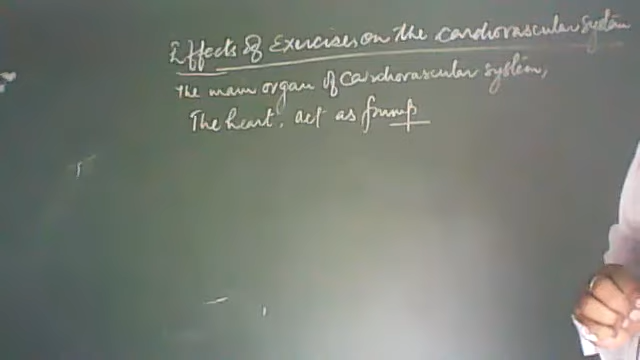 Effects of Exercises on the cardiovascular system
The main organ of cardiovascular system,
The heart, act as pump